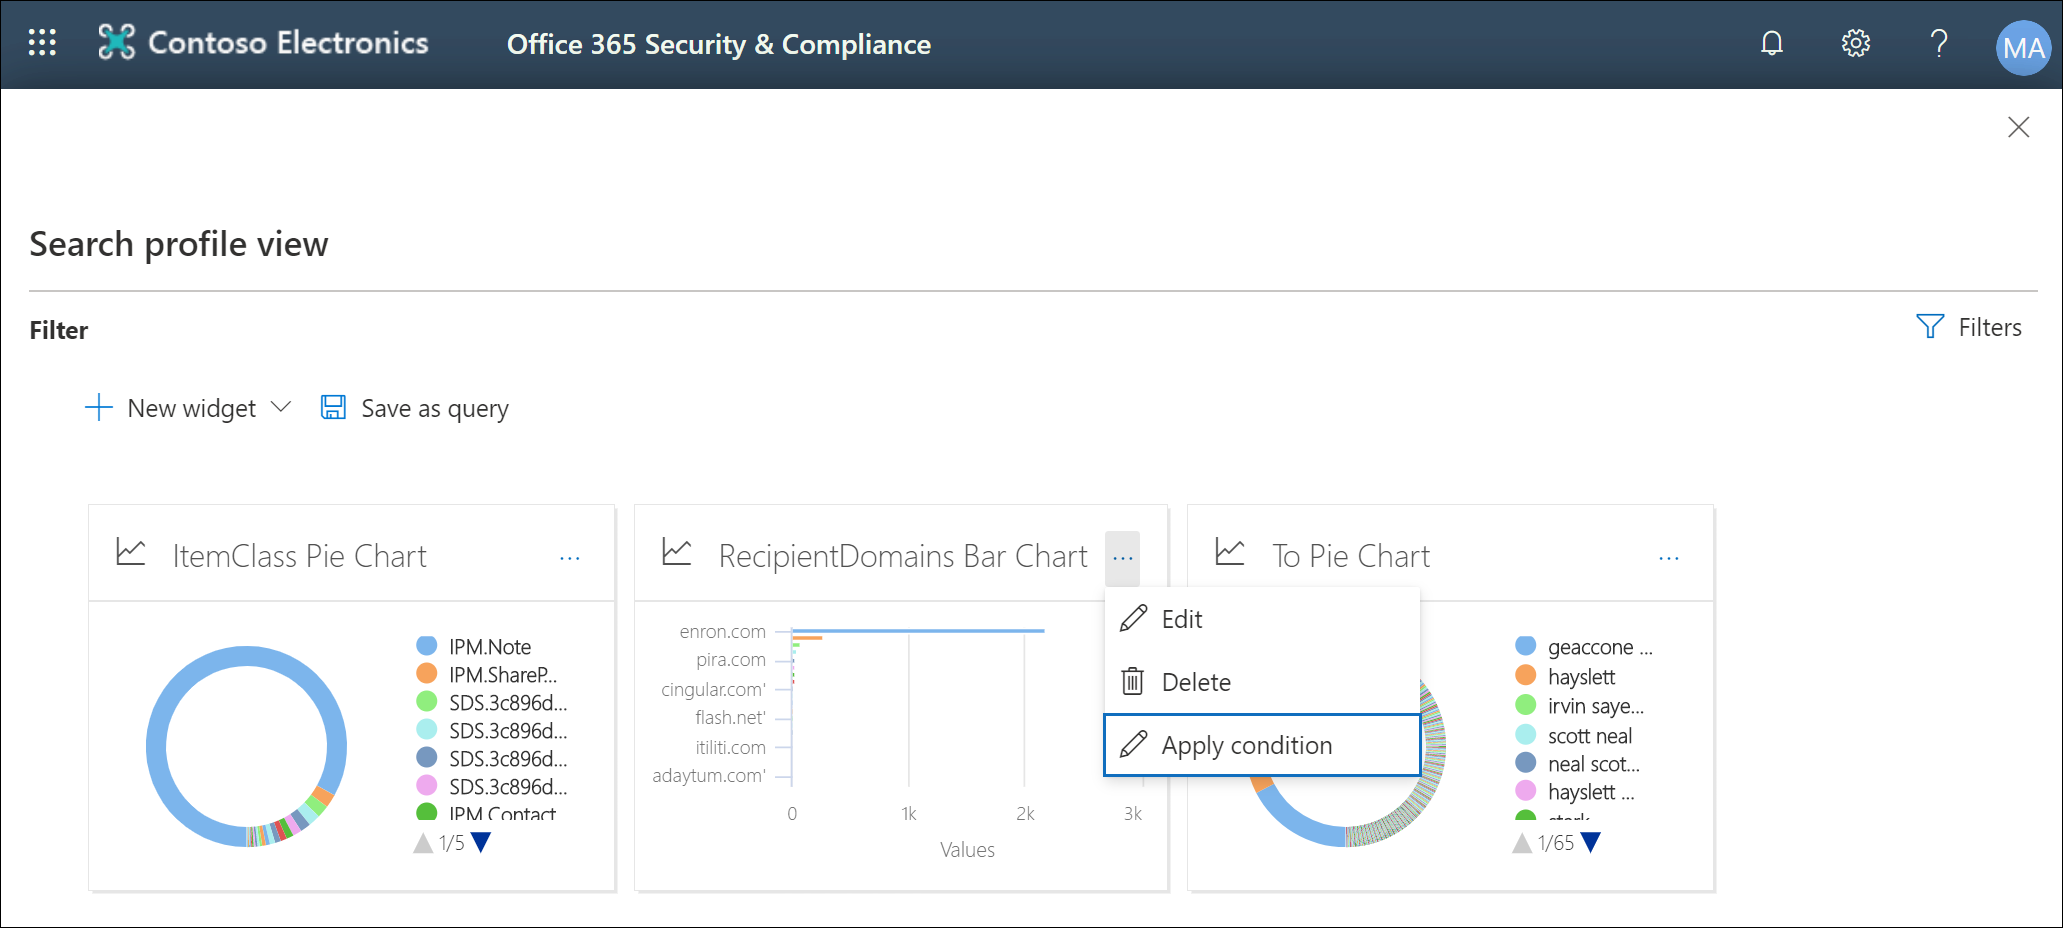 Contoso Electronics
Office 365 Security & Compliance
MA
Search profile view
Filter
Filters
New widget
Save as query
ItemClass Pie Chart
...
IPM.Note
IPM.ShareP...
SDS.3c896d...
SDS.3c896d...
SDS.3c896d...
SDS.3c896d...
IPM.Contact
1/5
RecipientDomains Bar Chart
...
enron.com
pira.com
cingular.com'
flash.net'
itiliti.com
adaytum.com'
0 1k 2k 3k
Values
Edit
Delete
Apply condition
To Pie Chart
...
geaccone ...
hayslett
irvin saye...
scott neal
neal scot...
hayslett ...
1/65